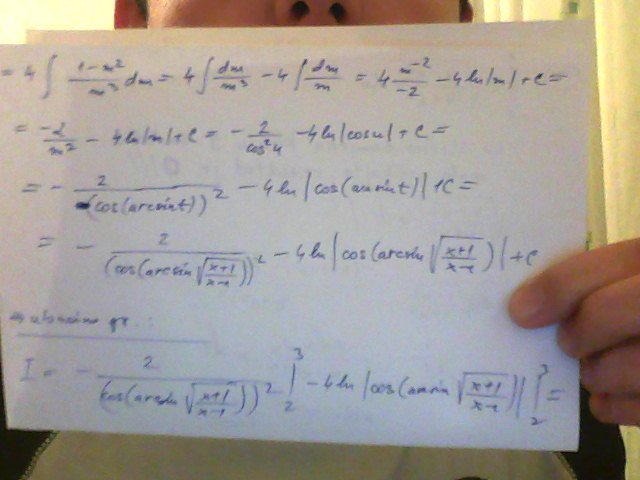 = 4 ∫ (1-m²)/m³ dm = 4 ∫ dm/m³ - 4 ∫ dm/m = 4 m⁻²/-2 - 4 ln|m| + C =
= -2/m² - 4 ln|m| + C = - 2/cos²u - 4 ln|cos u| + C =
= - 2/(cos(arcsin t))² - 4 ln|cos(arcsin t)| + C =
= - 2/(cos(arcsin √((x+1)/(x-1))))² - 4 ln|cos(arcsin √((x+1)/(x-1)))| + C
I = - 2/(cos(arcsin √((x+1)/(x-1))))² |₂³ - 4 ln|cos(arcsin √((x+1)/(x-1))| |₂³ =